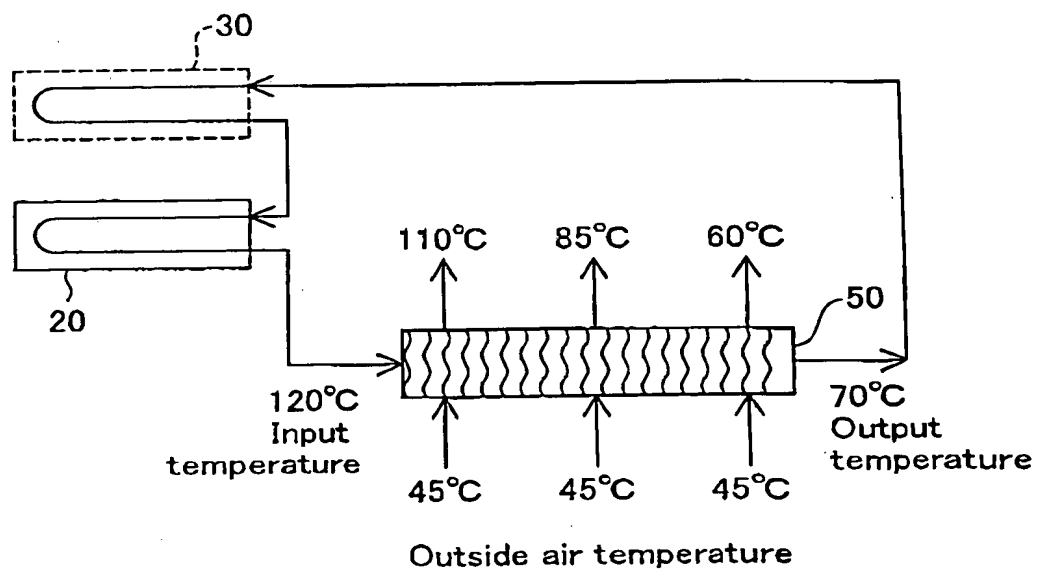 30
20
110°C 85°C 60°C
50
120°C
Input
temperature
70°C
Output
temperature
45°C 45°C 45°C
Outside air temperature